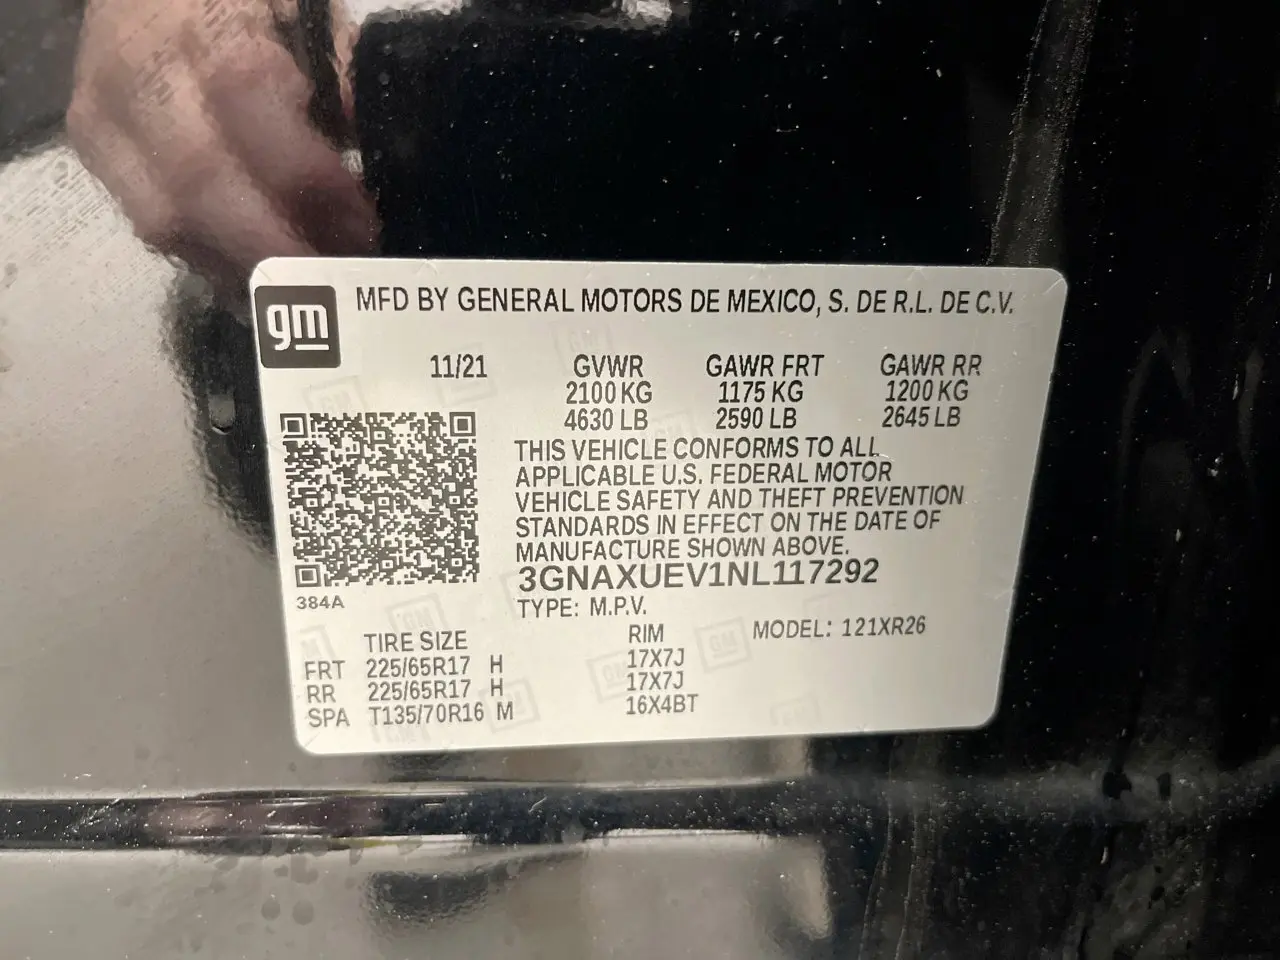 gm
MFD BY GENERAL MOTORS DE MEXICO, S. DE R.L. DE C.V.
11/21 GVWR GAWR FRT GAWR RR
2100 KG 1175 KG 1200 KG
4630 LB 2590 LB 2645 LB
THIS VEHICLE CONFORMS TO ALL
APPLICABLE U.S. FEDERAL MOTOR
VEHICLE SAFETY AND THEFT PREVENTION
STANDARDS IN EFFECT ON THE DATE OF
MANUFACTURE SHOWN ABOVE.
3GNAXUEV1NL117292
384A
TYPE: M.P.V.
TIRE SIZE RIM MODEL: 121XR26
FRT 225/65R17 H 17X7J
RR 225/65R17 H 17X7J
SPA T135/70R16 M 16X4BT